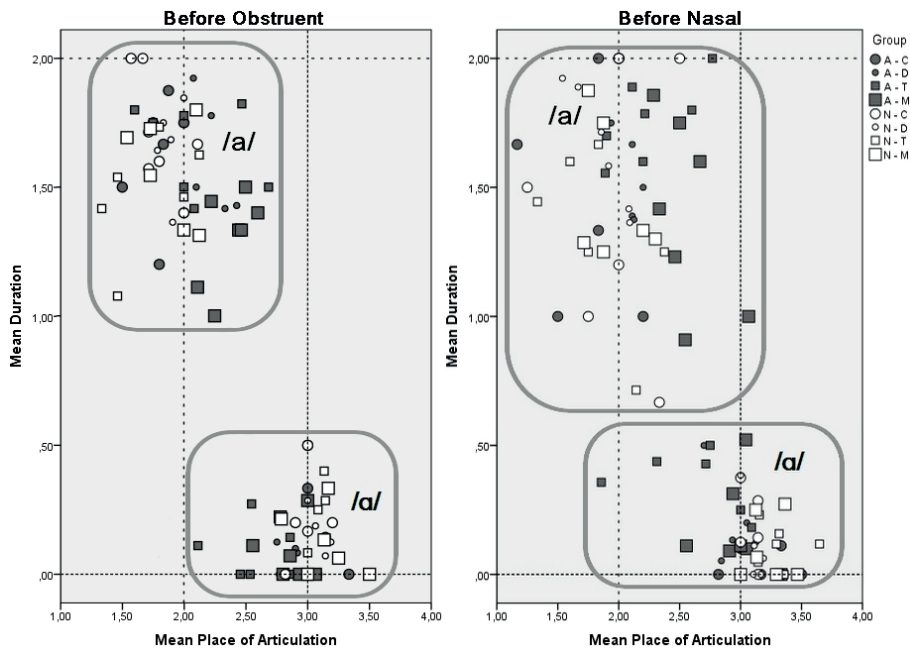 Before Obstruent
Before Nasal
Group
A - C
A - D
A - T
A - M
N - C
N - D
N - T
N - M
Mean Duration
2,00
1,50
1,00
,50
,00
/a/
/a/
1,00 1,50 2,00 2,50 3,00 3,50 4,00
Mean Place of Articulation
Mean Duration
2,00
1,50
1,00
,50
,00
/a/
/a/
1,00 1,50 2,00 2,50 3,00 3,50 4,00
Mean Place of Articulation